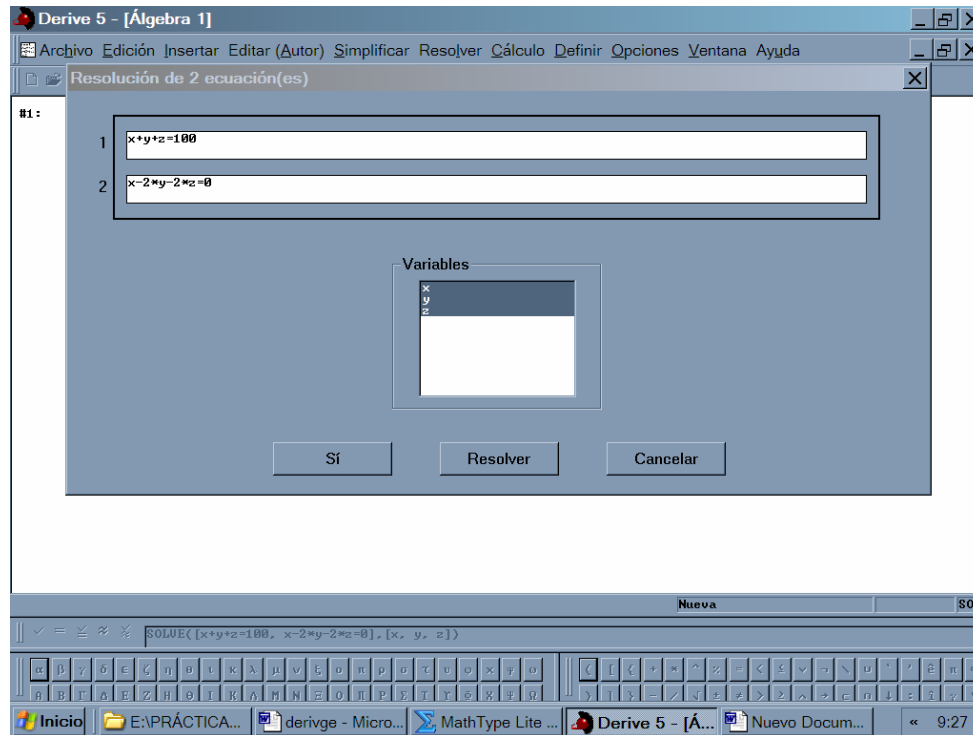 Derive 5 - [Álgebra 1]
Archivo Edición Insertar Editar (Autor) Simplificar Resolver Cálculo Definir Opciones Ventana Ayuda
Resolución de 2 ecuación(es)
#1:
1 x+y+z=100
2 x-2*y-2*z=0
Variables
x
y
z
Sí Resolver Cancelar
Nueva SO
SOLVE([x+y+z=100, x-2*y-2*z=0],[x, y, z])
α β γ δ ε ζ η θ ι κ λ μ ν ξ ο π ρ σ τ υ φ χ ψ ω
Α Β Γ Δ Ε Ζ Η Θ Ι Κ Λ Μ Ν Ξ Ο Π Ρ Σ Τ Υ Φ Χ Ψ Ω
Inicio E:\PRÁCTICA... derivge - Micro... MathType Lite ... Derive 5 - [Á... Nuevo Docum... « 9:27